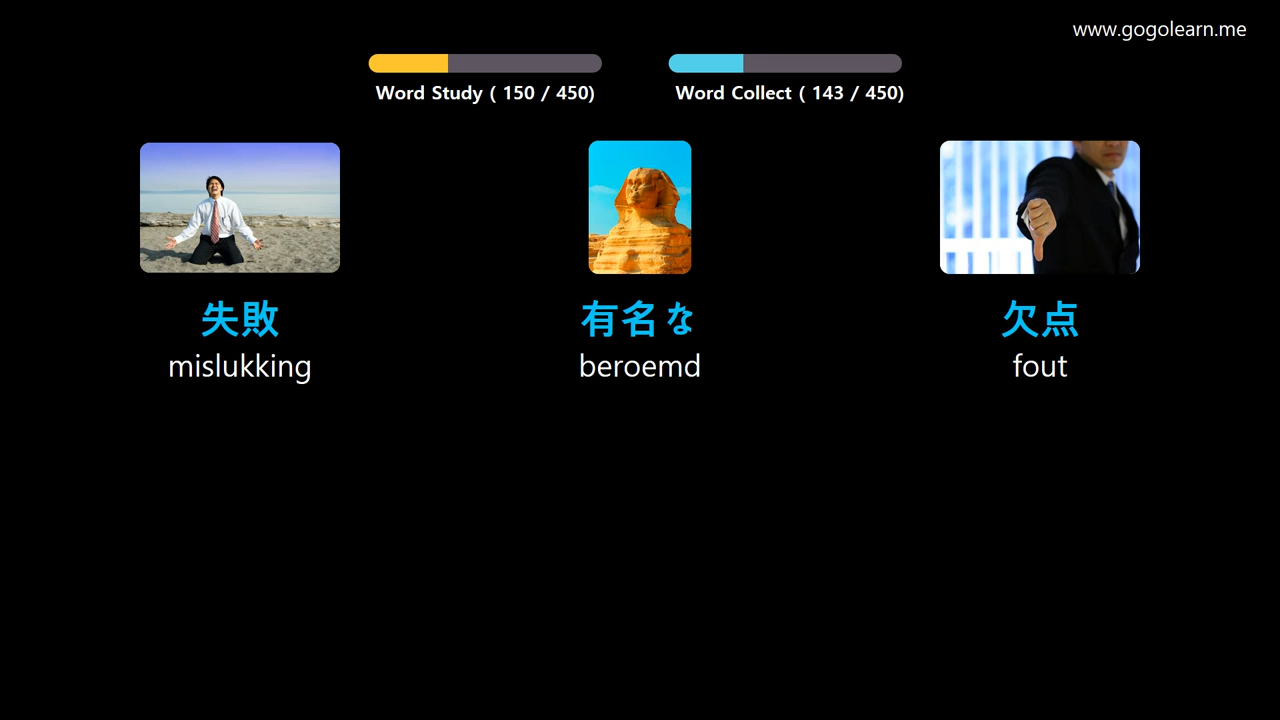 www.gogolearn.me
Word Study ( 150 / 450)
Word Collect ( 143 / 450)
失敗
mislukking
有名な
beroemd
欠点
fout